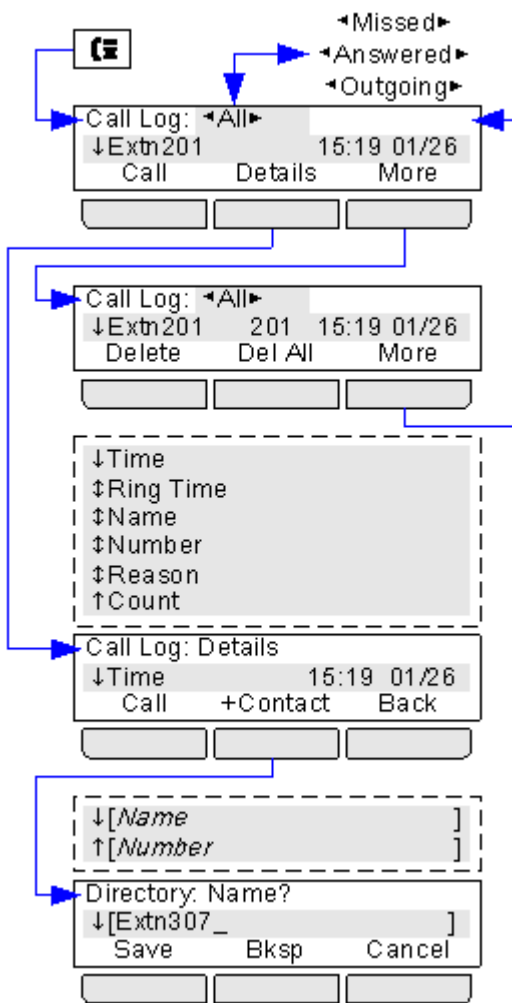 ◄Missed►
◄Answered►
◄Outgoing►
Call Log: ◄All►
↓Extn201 15:19 01/26
Call Details More
Call Log: ◄All►
↓Extn201 201 15:19 01/26
Delete Del All More
↓Time
↕Ring Time
↕Name
↕Number
↕Reason
↑Count
Call Log: Details
↓Time 15:19 01/26
Call +Contact Back
↓[Name ]
↑[Number ]
Directory: Name?
↓[Extn307_ ]
Save Bksp Cancel